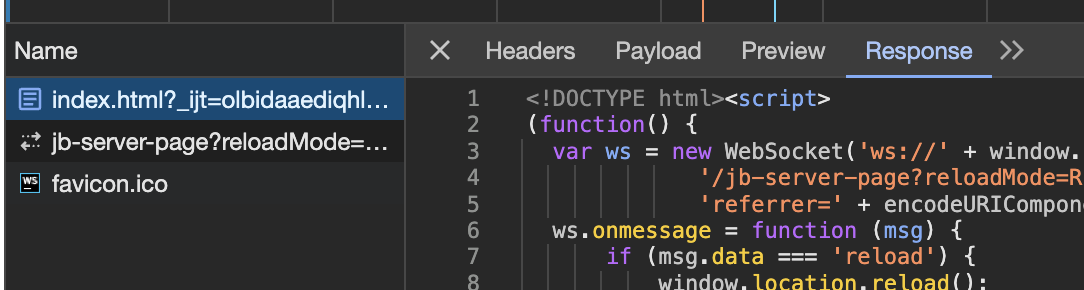 Name
Headers Payload Preview Response
index.html?_ijt=olbidaaediqhl...
jb-server-page?reloadMode=...
WS favicon.ico
1 <!DOCTYPE html><script>
2 (function() {
3 var ws = new WebSocket('ws://' + window.
4 '/jb-server-page?reloadMode=R
5 'referrer=' + encodeURICompon
6 ws.onmessage = function (msg) {
7 if (msg.data === 'reload') {
8 window.location.reload();